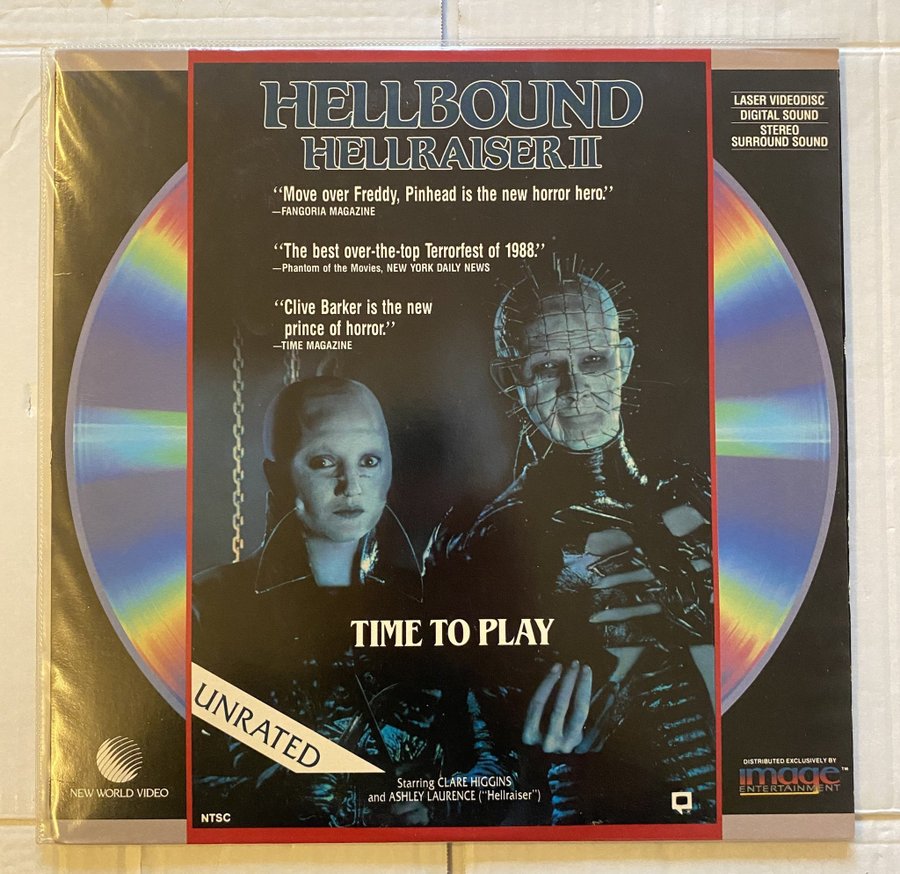 HELLBOUND
HELLRAISER II
“Move over Freddy, Pinhead is the new horror hero.”
—FANGORIA MAGAZINE
“The best over-the-top Terrorfest of 1988.”
—Phantom of the Movies, NEW YORK DAILY NEWS
“Clive Barker is the new
prince of horror.”
—TIME MAGAZINE
LASER VIDEODISC
DIGITAL SOUND
STEREO
SURROUND SOUND
TIME TO PLAY
UNRATED
Starring CLARE HIGGINS
and ASHLEY LAURENCE (“Hellraiser”)
NEW WORLD VIDEO
NTSC
DISTRIBUTED EXCLUSIVELY BY
image™
ENTERTAINMENT